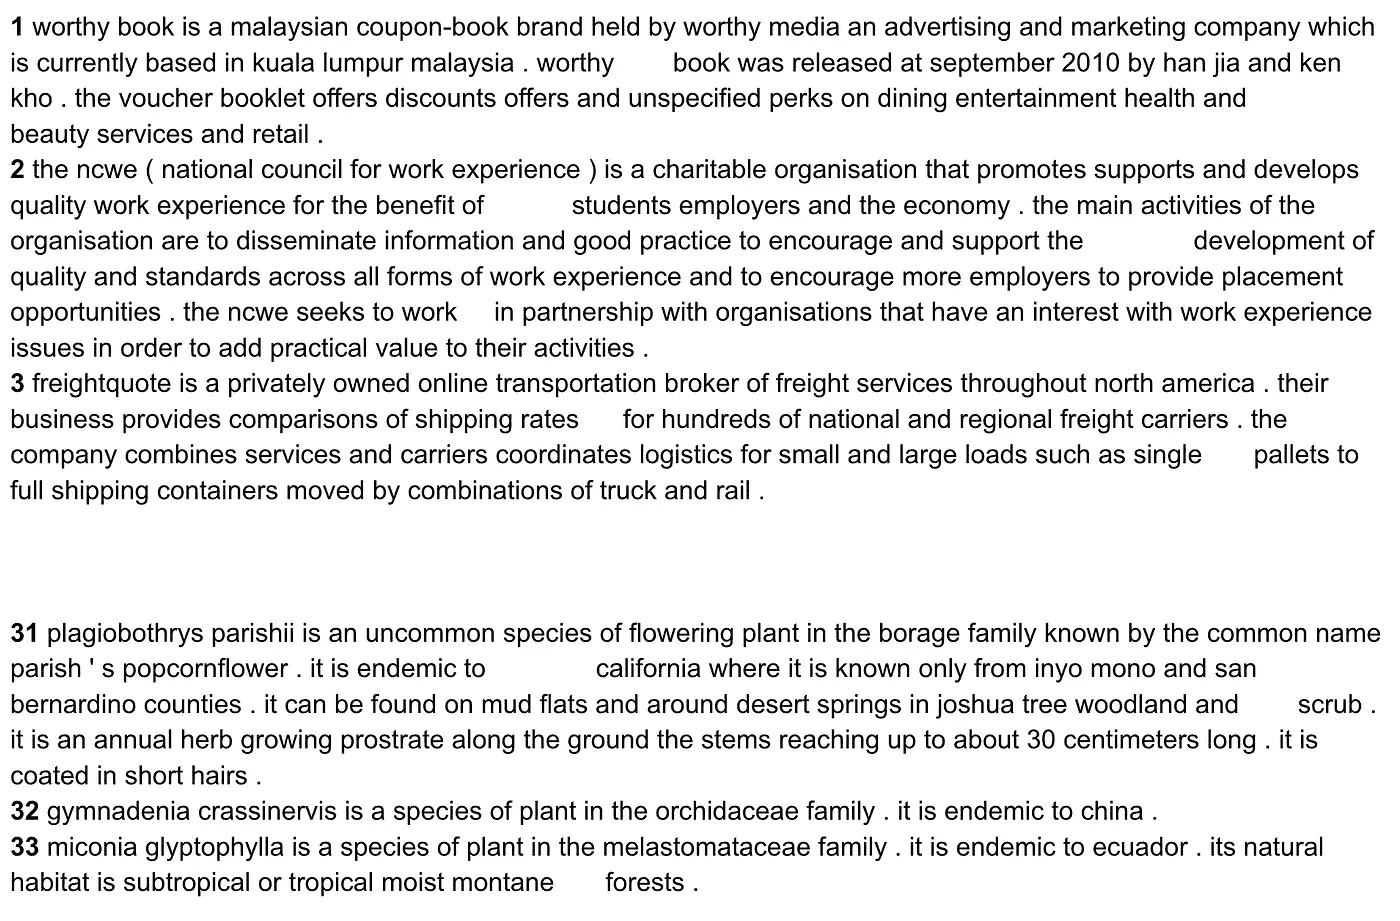 1 worthy book is a malaysian coupon-book brand held by worthy media an advertising and marketing company which
is currently based in kuala lumpur malaysia . worthy book was released at september 2010 by han jia and ken
kho . the voucher booklet offers discounts offers and unspecified perks on dining entertainment health and
beauty services and retail .
2 the ncwe ( national council for work experience ) is a charitable organisation that promotes supports and develops
quality work experience for the benefit of students employers and the economy . the main activities of the
organisation are to disseminate information and good practice to encourage and support the development of
quality and standards across all forms of work experience and to encourage more employers to provide placement
opportunities . the ncwe seeks to work in partnership with organisations that have an interest with work experience
issues in order to add practical value to their activities .
3 freightquote is a privately owned online transportation broker of freight services throughout north america . their
business provides comparisons of shipping rates for hundreds of national and regional freight carriers . the
company combines services and carriers coordinates logistics for small and large loads such as single pallets to
full shipping containers moved by combinations of truck and rail .
31 plagiobothrys parishii is an uncommon species of flowering plant in the borage family known by the common name
parish ' s popcornflower . it is endemic to california where it is known only from inyo mono and san
bernardino counties . it can be found on mud flats and around desert springs in joshua tree woodland and scrub .
it is an annual herb growing prostrate along the ground the stems reaching up to about 30 centimeters long . it is
coated in short hairs .
32 gymnadenia crassinervis is a species of plant in the orchidaceae family . it is endemic to china .
33 miconia glyptophylla is a species of plant in the melastomataceae family . it is endemic to ecuador . its natural
habitat is subtropical or tropical moist montane forests .